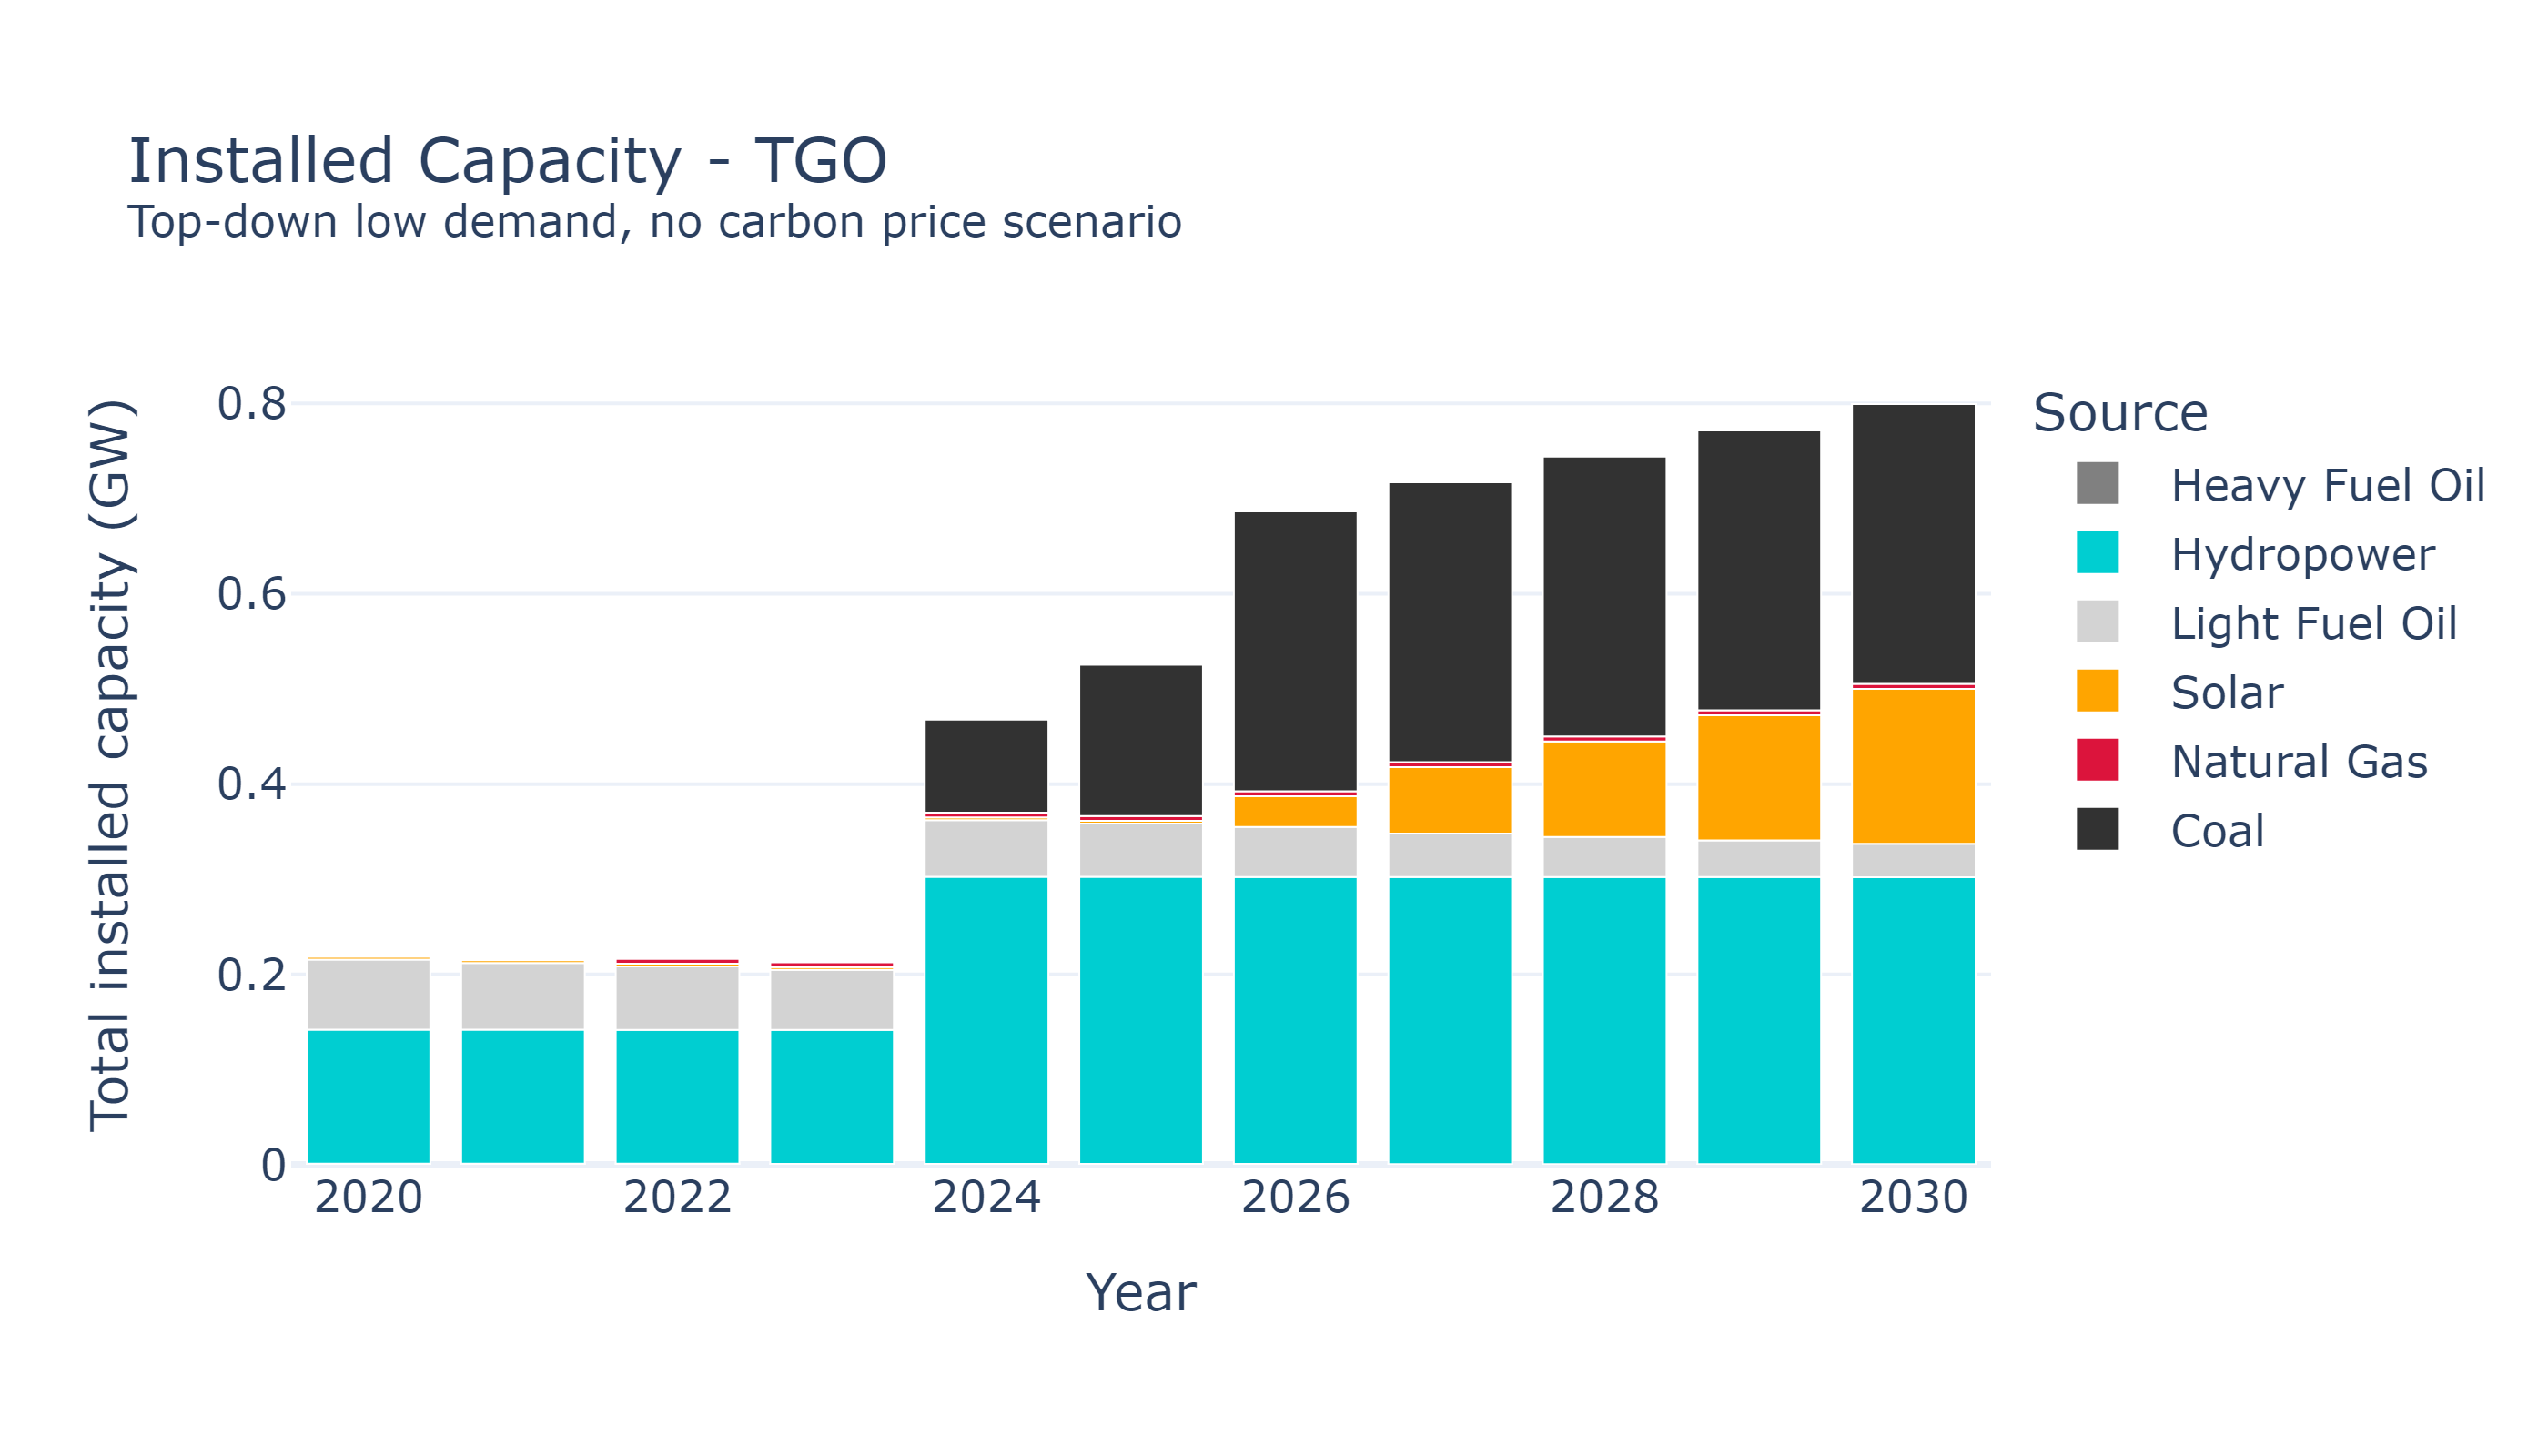 Installed Capacity - TGO
Top-down low demand, no carbon price scenario
Total installed capacity (GW)
0.8
0.6
0.4
0.2
0
2020
2022
2024
2026
2028
2030
Year
Source
Heavy Fuel Oil
Hydropower
Light Fuel Oil
Solar
Natural Gas
Coal